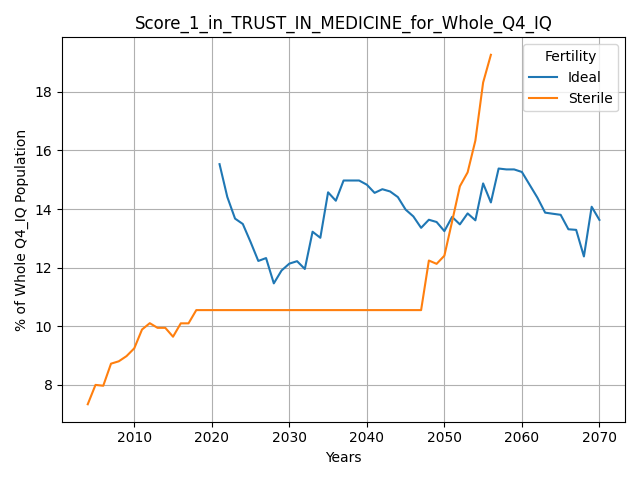 Score_1_in_TRUST_IN_MEDICINE_for_Whole_Q4_IQ
Fertility
Ideal
Sterile
% of Whole Q4_IQ Population
18
16
14
12
10
8
2010 2020 2030 2040 2050 2060 2070
Years